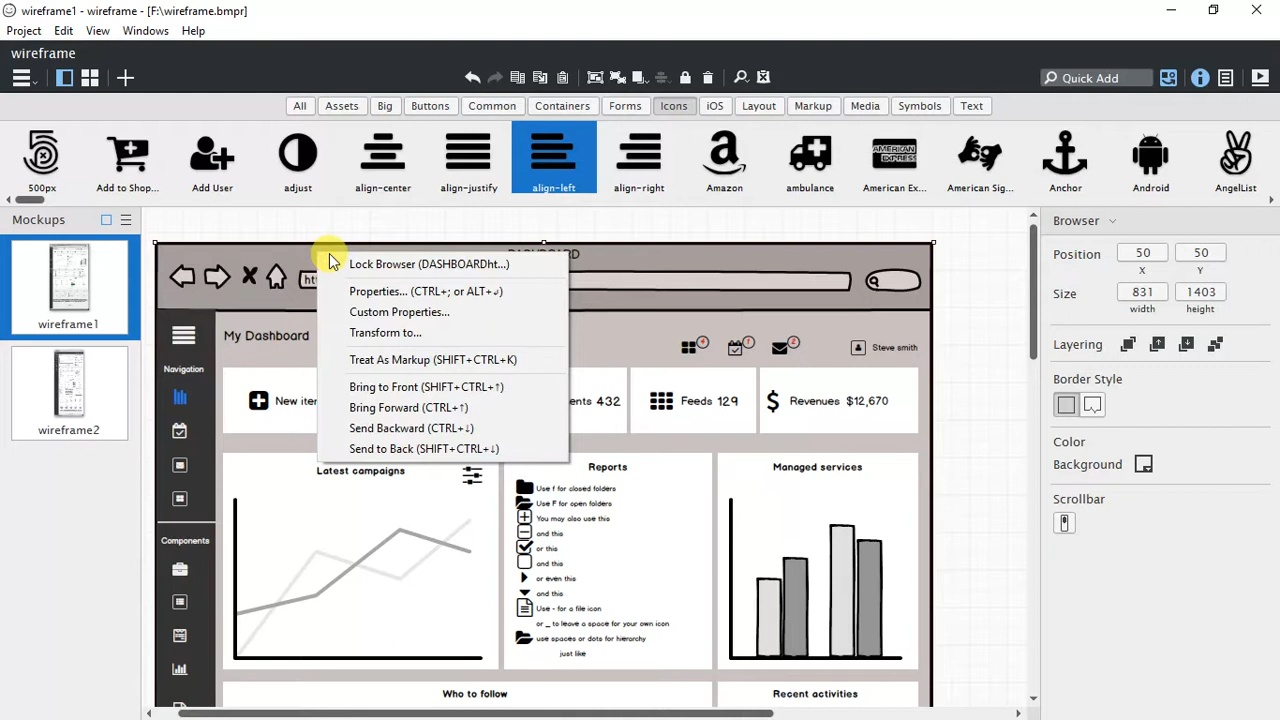 wireframe1 - wireframe - [F:\wireframe.bmpr]
Project Edit View Windows Help
wireframe
Quick Add
All Assets Big Buttons Common Containers Forms Icons iOS Layout Markup Media Symbols Text
500px Add to Shop... Add User adjust align-center align-justify align-left align-right Amazon ambulance American Ex... American Sig... Anchor Android AngelList
AMERICAN EXPRESS
Mockups
wireframe1
wireframe2
Lock Browser (DASHBOARDht...)
Properties... (CTRL+; or ALT+↲)
Custom Properties...
Transform to...
Treat As Markup (SHIFT+CTRL+K)
Bring to Front (SHIFT+CTRL+↑)
Bring Forward (CTRL+↑)
Send Backward (CTRL+↓)
Send to Back (SHIFT+CTRL+↓)
My Dashboard
4 1 2 Steve smith
Navigation
New
432
Feeds 129
Revenues $12,670
Components
Latest campaigns
Reports
Use f for closed folders
Use F for open folders
You may also use this
and this
or this
and this
or even this
and this
Use - for a file icon
or _ to leave a space for your own icon
use spaces or dots for hierarchy
just like
Managed services
Who to follow
Recent activities
Browser
Position 50 50
X Y
Size 831 1403
width height
Layering
Border Style
Color
Background
Scrollbar